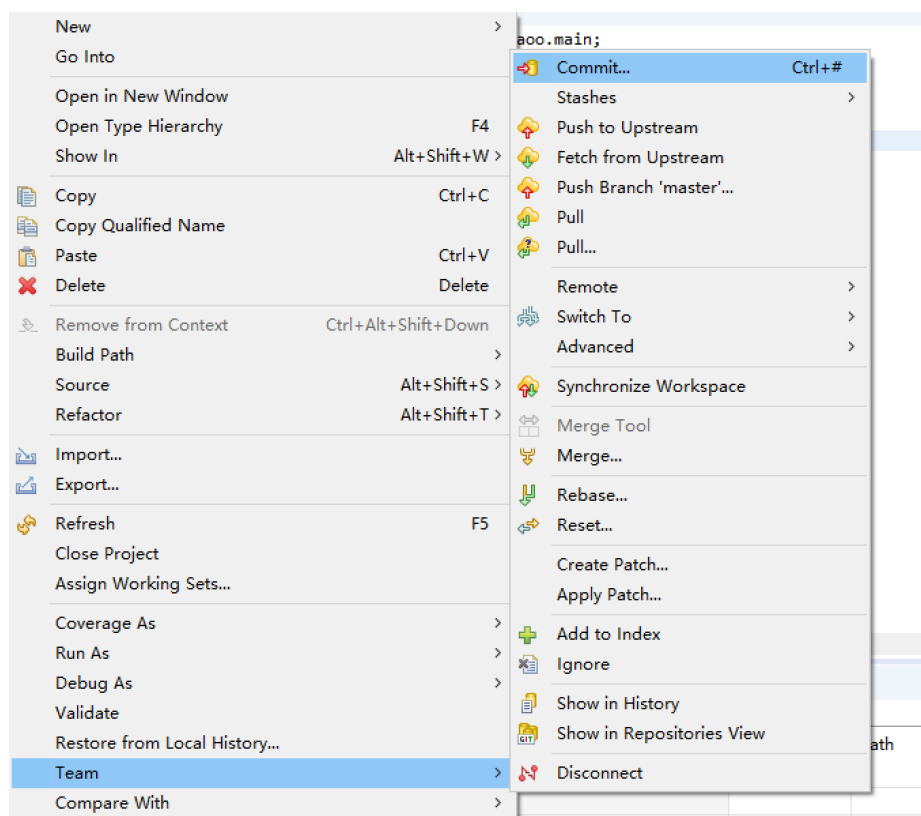 New >
Go Into
Open in New Window
Open Type Hierarchy F4
Show In Alt+Shift+W >
Copy Ctrl+C
Copy Qualified Name
Paste Ctrl+V
Delete Delete
Remove from Context Ctrl+Alt+Shift+Down
Build Path >
Source Alt+Shift+S >
Refactor Alt+Shift+T >
Import...
Export...
Refresh F5
Close Project
Assign Working Sets...
Coverage As >
Run As >
Debug As >
Validate
Restore from Local History...
Team >
Compare With >
aoo.main;
Commit... Ctrl+#
Stashes >
Push to Upstream
Fetch from Upstream
Push Branch 'master'...
Pull
Pull...
Remote >
Switch To >
Advanced >
Synchronize Workspace
Merge Tool
Merge...
Rebase...
Reset...
Create Patch...
Apply Patch...
Add to Index
Ignore
Show in History
GIT Show in Repositories View
Disconnect
ath